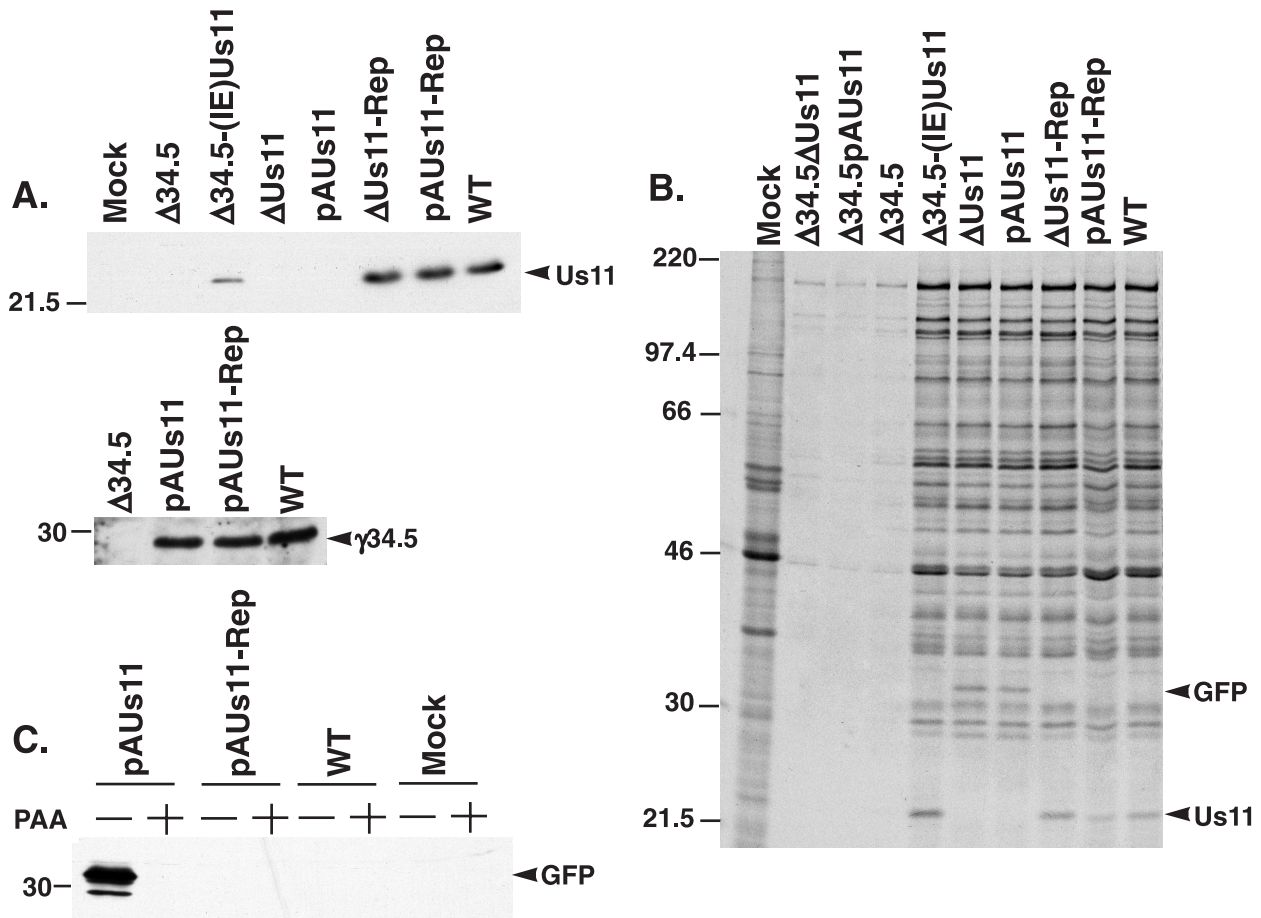 A.
Mock
Δ34.5
Δ34.5-(IE)Us11
ΔUs11
pAUs11
ΔUs11-Rep
pAUs11-Rep
WT
Us11
21.5
Δ34.5
pAUs11
pAUs11-Rep
WT
30
γ34.5
B.
Mock
Δ34.5ΔUs11
Δ34.5pAUs11
Δ34.5
Δ34.5-(IE)Us11
ΔUs11
pAUs11
ΔUs11-Rep
pAUs11-Rep
WT
220
97.4
66
46
30
21.5
GFP
Us11
C.
pAUs11
pAUs11-Rep
WT
Mock
PAA — + — + — + — +
30
GFP